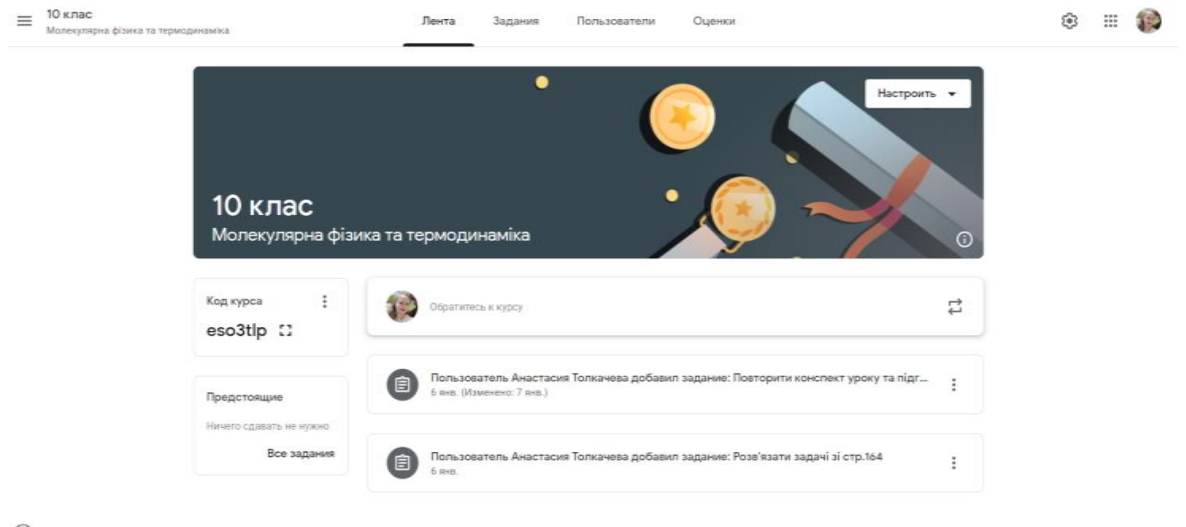 10 клас
Молекулярна фізика та термодинаміка
Лента Задания Пользователи Оценки
Настроить
10 клас
Молекулярна фізика та термодинаміка
Код курса
eso3tlp
Обратитесь к курсу
Пользователь Анастасия Толкачева добавил задание: Повторити конспект уроку та підг...
6 янв. (Изменено: 7 янв.)
Предстоящие
Ничего сдавать не нужно
Все задания
Пользователь Анастасия Толкачева добавил задание: Розв'язати задачі зі стр.164
6 янв.